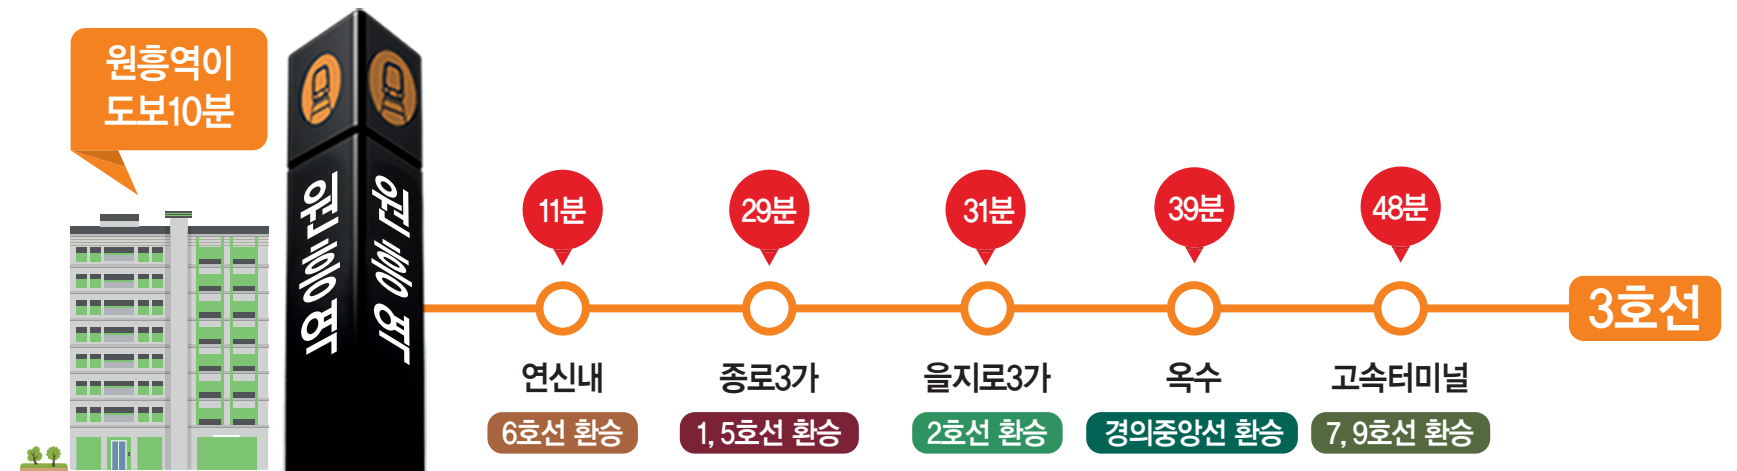 원흥역이
도보10분
원흥역
원흥역
11분
29분
31분
39분
48분
3호선
연신내
종로3가
을지로3가
옥수
고속터미널
6호선 환승
1, 5호선 환승
2호선 환승
경의중앙선 환승
7, 9호선 환승